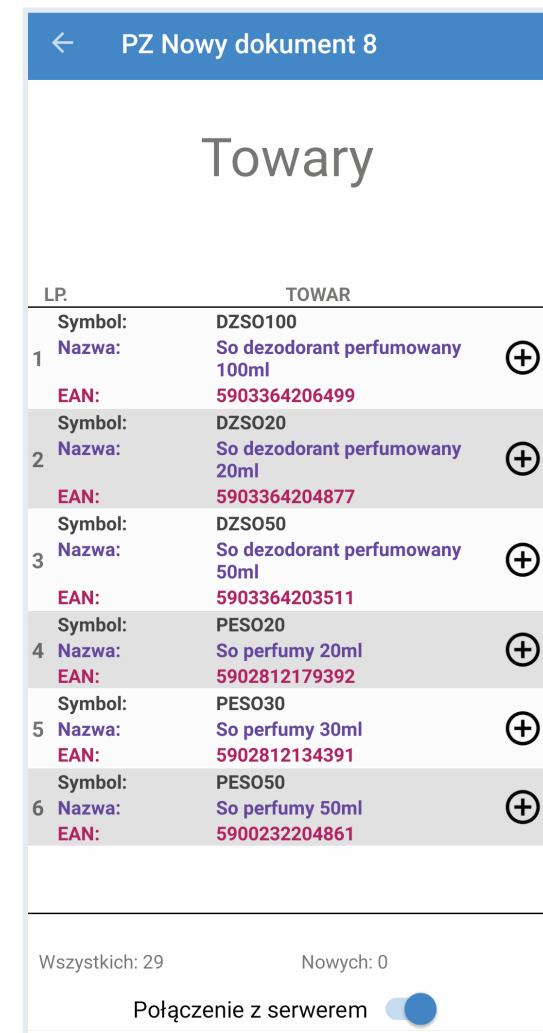 PZ Nowy dokument 8
Towary
LP. TOWAR
Symbol: DZSO100
1 Nazwa: So dezodorant perfumowany
100ml
EAN: 5903364206499
Symbol: DZSO20
2 Nazwa: So dezodorant perfumowany
20ml
EAN: 5903364204877
Symbol: DZSO50
3 Nazwa: So dezodorant perfumowany
50ml
EAN: 5903364203511
Symbol: PESO20
4 Nazwa: So perfumy 20ml
EAN: 5902812179392
Symbol: PESO30
5 Nazwa: So perfumy 30ml
EAN: 5902812134391
Symbol: PESO50
6 Nazwa: So perfumy 50ml
EAN: 5900232204861
Wszystkich: 29 Nowych: 0
Połączenie z serwerem